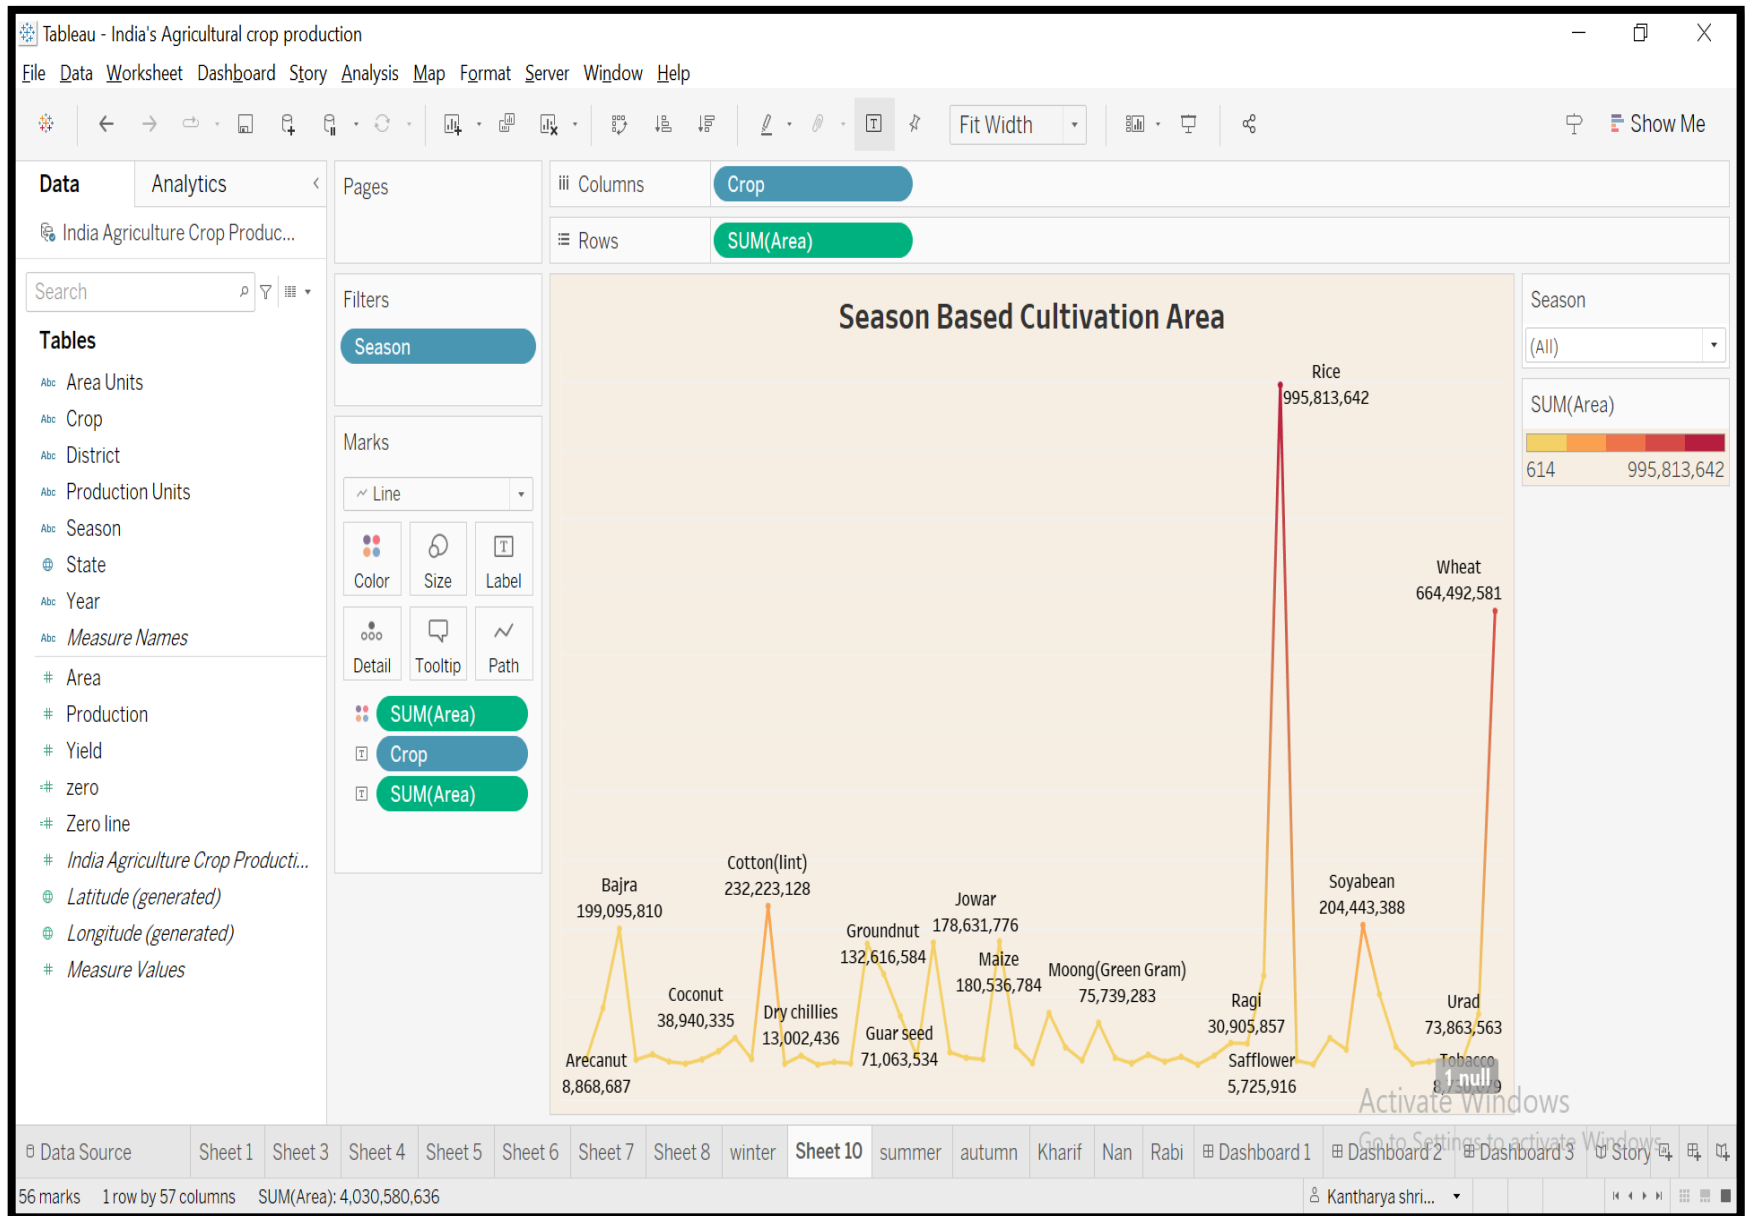 Tableau - India's Agricultural crop production
File Data Worksheet Dashboard Story Analysis Map Format Server Window Help
Fit Width
Show Me
Data Analytics
India Agriculture Crop Produc...
Search
Tables
Abc Area Units
Abc Crop
Abc District
Abc Production Units
Abc Season
State
Abc Year
Abc Measure Names
# Area
# Production
# Yield
=# zero
=# Zero line
# India Agriculture Crop Producti...
Latitude (generated)
Longitude (generated)
# Measure Values
Pages
Filters
Season
Marks
Line
Color Size Label
Detail Tooltip Path
SUM(Area)
Crop
SUM(Area)
iii Columns Crop
Rows SUM(Area)
Season Based Cultivation Area
Rice
995,813,642
Wheat
664,492,581
Cotton(lint)
232,223,128
Bajra
199,095,810
Soyabean
204,443,388
Jowar
178,631,776
Groundnut
132,616,584
Maize
180,536,784
Moong(Green Gram)
75,739,283
Coconut
38,940,335
Dry chillies
13,002,436
Guar seed
71,063,534
Ragi
30,905,857
Urad
73,863,563
Arecanut
8,868,687
Safflower
5,725,916
Tobacco
1 null
Season
(All)
SUM(Area)
614 995,813,642
Activate Windows
Go to Settings to activate Windows.
Data Source Sheet 1 Sheet 3 Sheet 4 Sheet 5 Sheet 6 Sheet 7 Sheet 8 winter Sheet 10 summer autumn Kharif Nan Rabi Dashboard 1 Dashboard 2 Dashboard 3 Story
56 marks 1 row by 57 columns SUM(Area): 4,030,580,636
Kantharya shri...